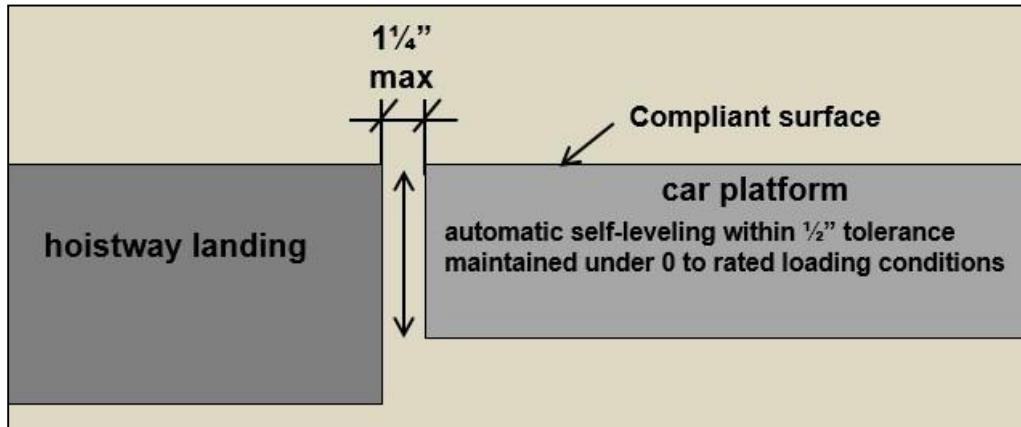 1¼”
max
Compliant surface
car platform
hoistway landing
automatic self-leveling within ½” tolerance
maintained under 0 to rated loading conditions